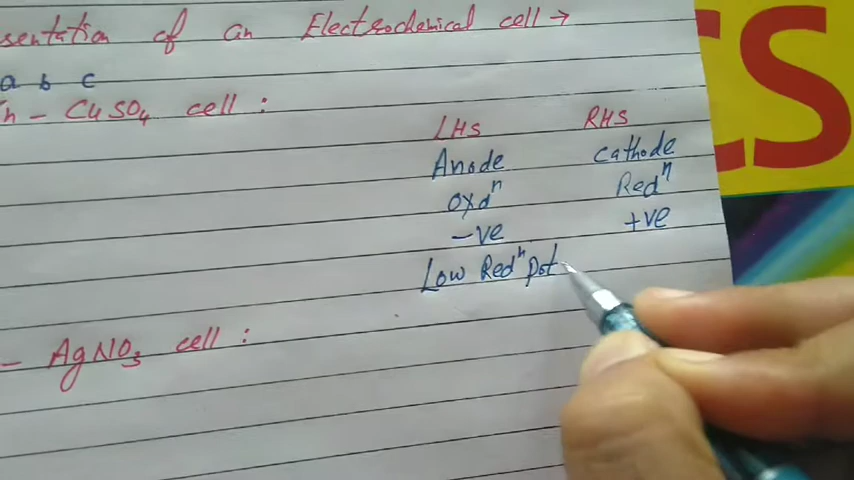 sentation of an Electrochemical cell →
a b c
n - CuSO4 cell :
LHS RHS
Anode Cathode
Oxdn Redn
-ve +ve
Low Redn Pot
- AgNO3 cell :
CS